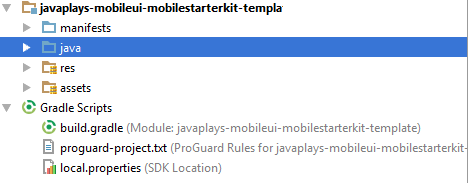 javaplays-mobileui-mobilestarterkit-templa
manifests
java
res
assets
Gradle Scripts
build.gradle (Module: javaplays-mobileui-mobilestarterkit-template)
proguard-project.txt (ProGuard Rules for javaplays-mobileui-mobilestarterkit
local.properties (SDK Location)